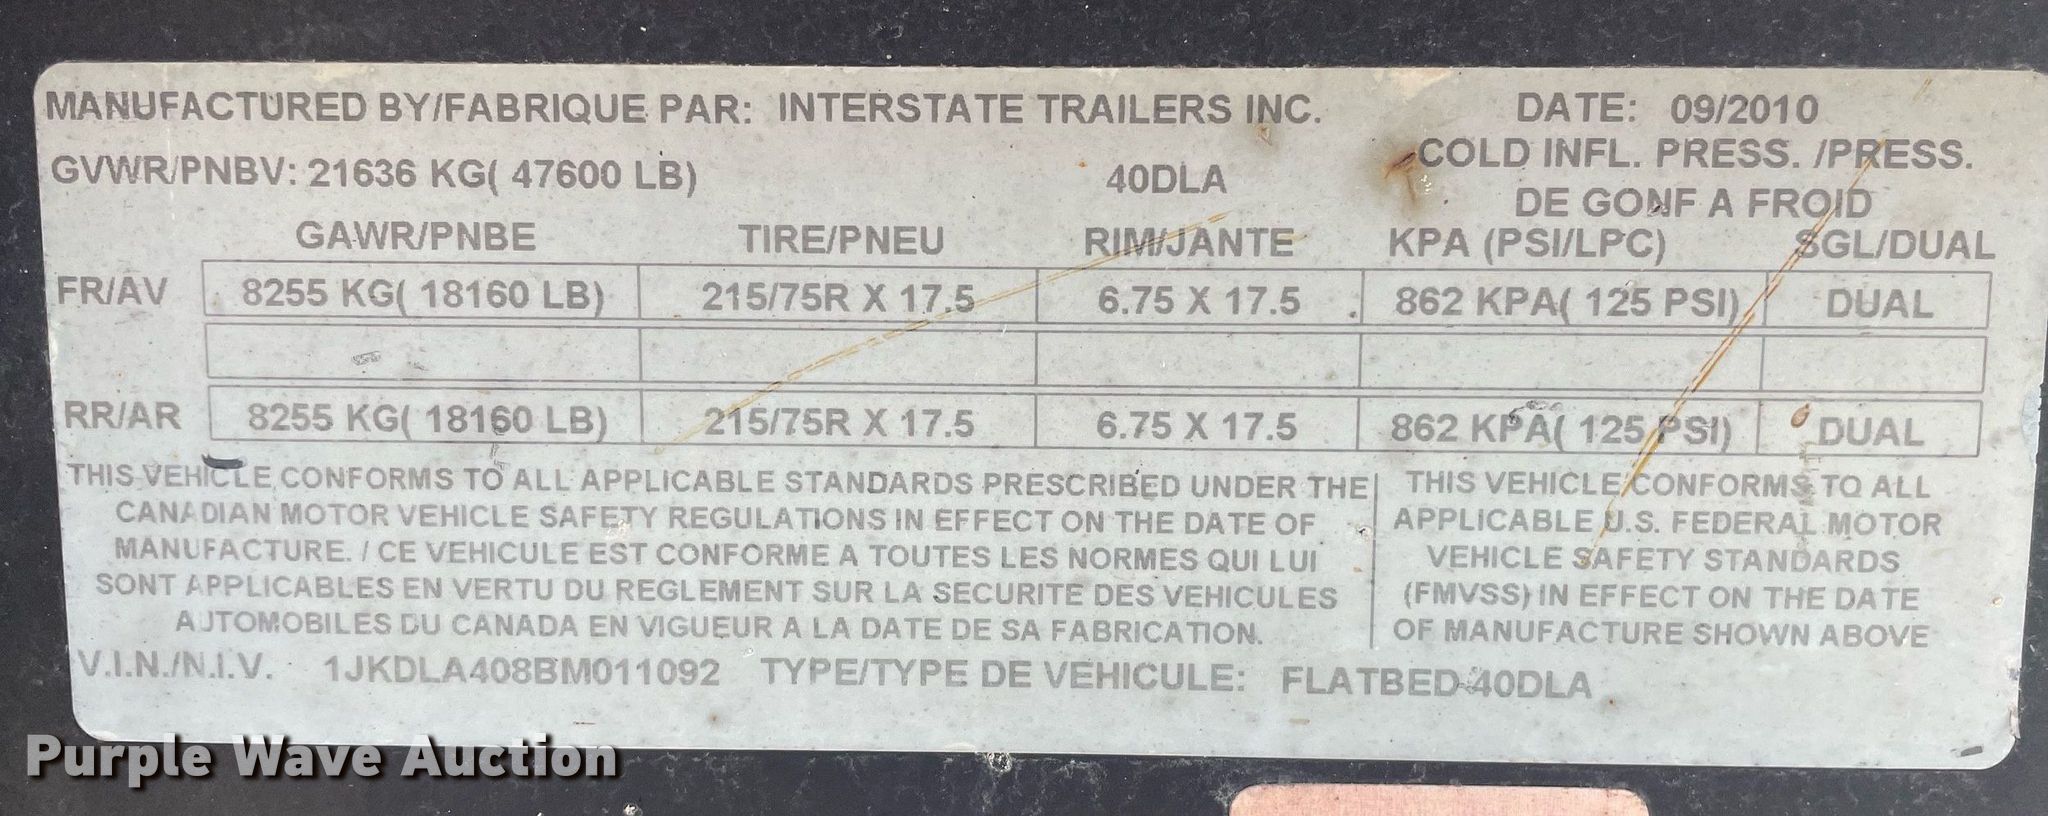 MANUFACTURED BY/FABRIQUE PAR: INTERSTATE TRAILERS INC. DATE: 09/2010
GVWR/PNBV: 21636 KG( 47600 LB) 40DLA COLD INFL. PRESS. /PRESS.
DE GONF A FROID
GAWR/PNBE TIRE/PNEU RIM/JANTE KPA (PSI/LPC) SGL/DUAL
FR/AV 8255 KG( 18160 LB) 215/75R X 17.5 6.75 X 17.5 862 KPA( 125 PSI) DUAL
RR/AR 8255 KG( 18160 LB) 215/75R X 17.5 6.75 X 17.5 862 KPA( 125 PSI) DUAL
THIS VEHICLE CONFORMS TO ALL APPLICABLE STANDARDS PRESCRIBED UNDER THE
CANADIAN MOTOR VEHICLE SAFETY REGULATIONS IN EFFECT ON THE DATE OF
MANUFACTURE. / CE VEHICULE EST CONFORME A TOUTES LES NORMES QUI LUI
SONT APPLICABLES EN VERTU DU REGLEMENT SUR LA SECURITE DES VEHICULES
AUTOMOBILES DU CANADA EN VIGUEUR A LA DATE DE SA FABRICATION.
THIS VEHICLE CONFORMS TO ALL
APPLICABLE U.S. FEDERAL MOTOR
VEHICLE SAFETY STANDARDS
(FMVSS) IN EFFECT ON THE DATE
OF MANUFACTURE SHOWN ABOVE
V.I.N./N.I.V. 1JKDLA408BM011092 TYPE/TYPE DE VEHICULE: FLATBED-40DLA
Purple Wave Auction